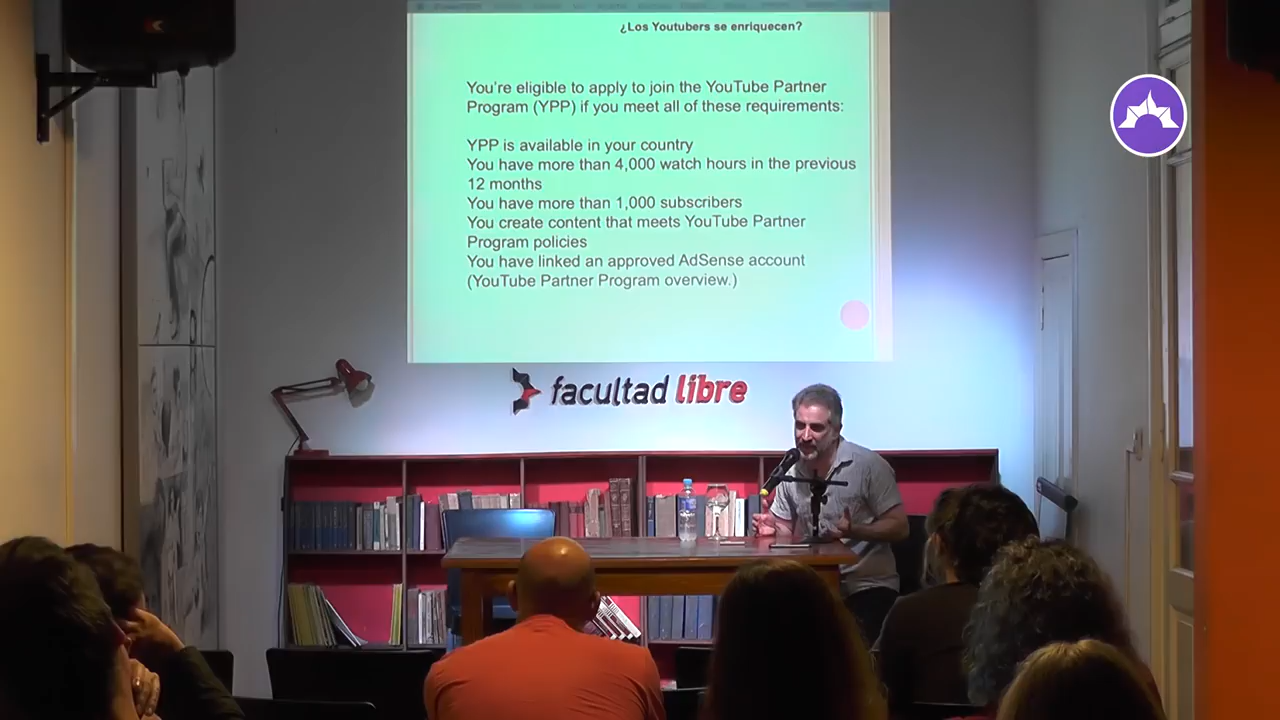 ¿Los Youtubers se enriquecen?
You're eligible to apply to join the YouTube Partner
Program (YPP) if you meet all of these requirements:
YPP is available in your country
You have more than 4,000 watch hours in the previous
12 months
You have more than 1,000 subscribers
You create content that meets YouTube Partner
Program policies
You have linked an approved AdSense account
(YouTube Partner Program overview.)
facultad libre